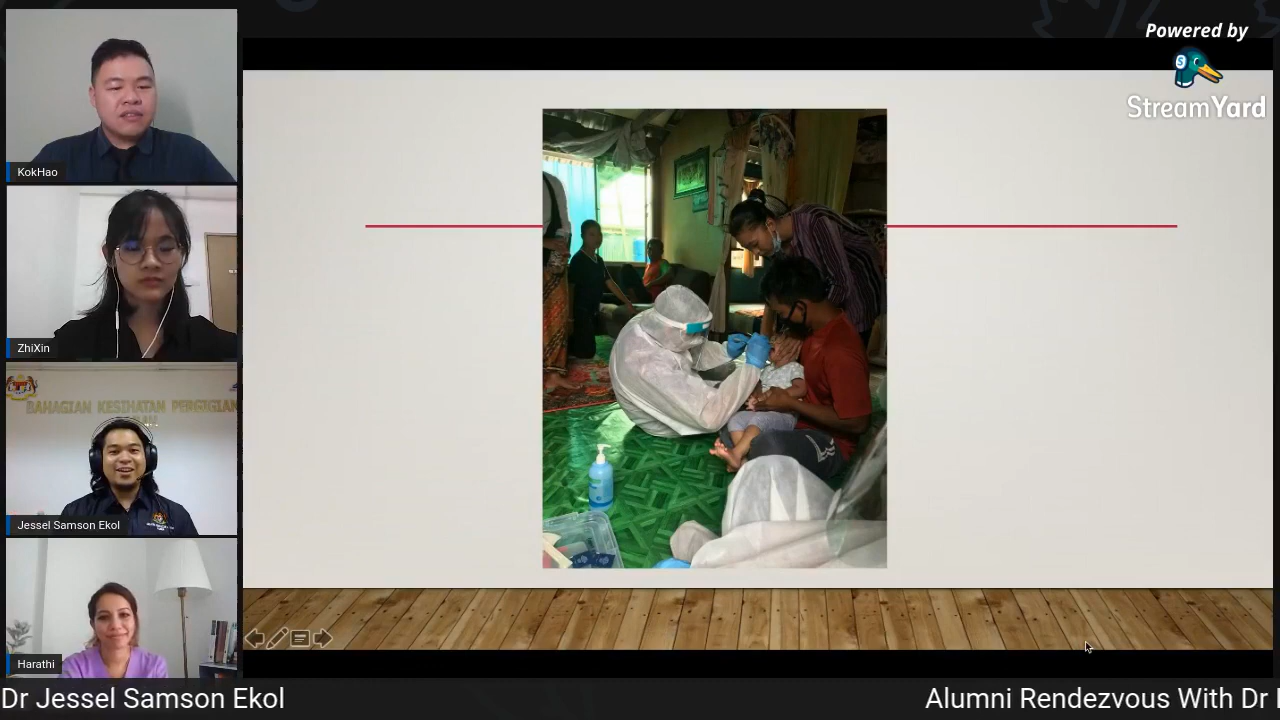 Powered by
StreamYard
KokHao
ZhiXin
BAHAGIAN KESIHATAN PERGIGIAN
Jessel Samson Ekol
Harathi
Dr Jessel Samson Ekol
Alumni Rendezvous With Dr